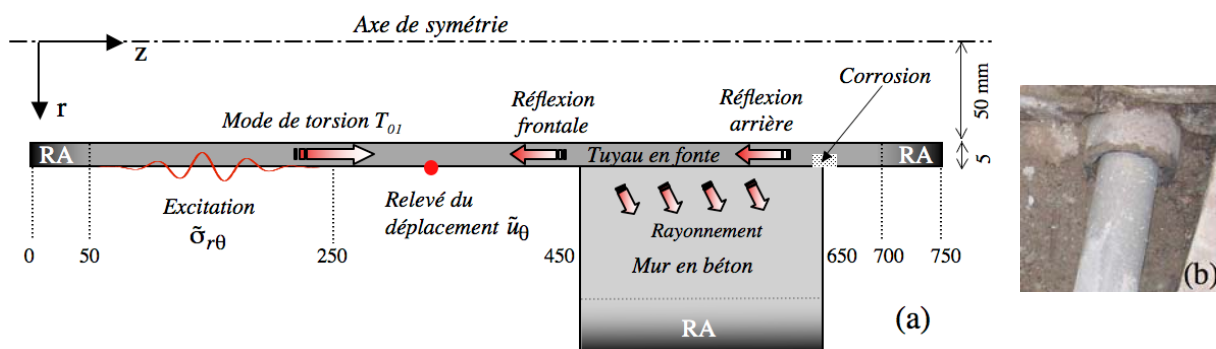 Axe de symétrie
z
r
50 mm
Corrosion
Mode de torsion T01
Réflexion
frontale
Réflexion
arrière
RA
Tuyau en fonte
RA
5
Excitation
σ̃rθ
Relevé du
déplacement ũθ
Rayonnement
Mur en béton
0
50
250
450
650
700
750
RA
(a)
(b)